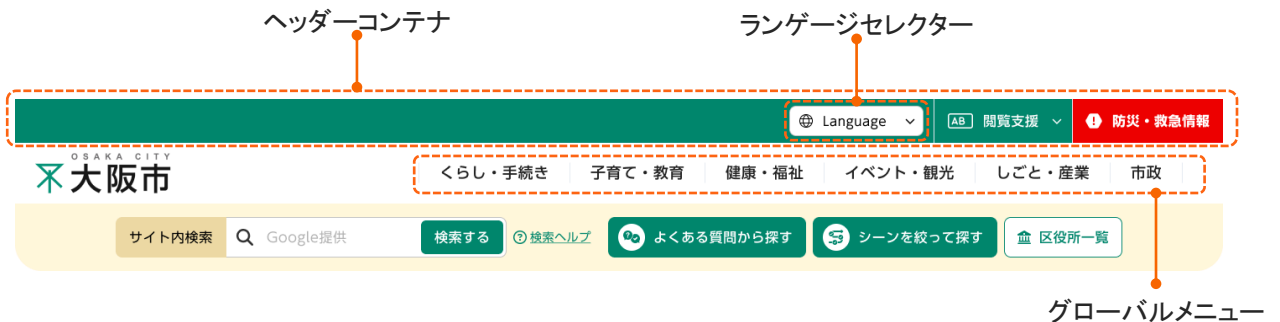 ヘッダーコンテナ
ランゲージセレクター
Language
AB 閲覧支援
防災・救急情報
OSAKA CITY
大阪市
くらし・手続き
子育て・教育
健康・福祉
イベント・観光
しごと・産業
市政
サイト内検索
Google提供
検索する
?検索ヘルプ
よくある質問から探す
シーンを絞って探す
区役所一覧
グローバルメニュー